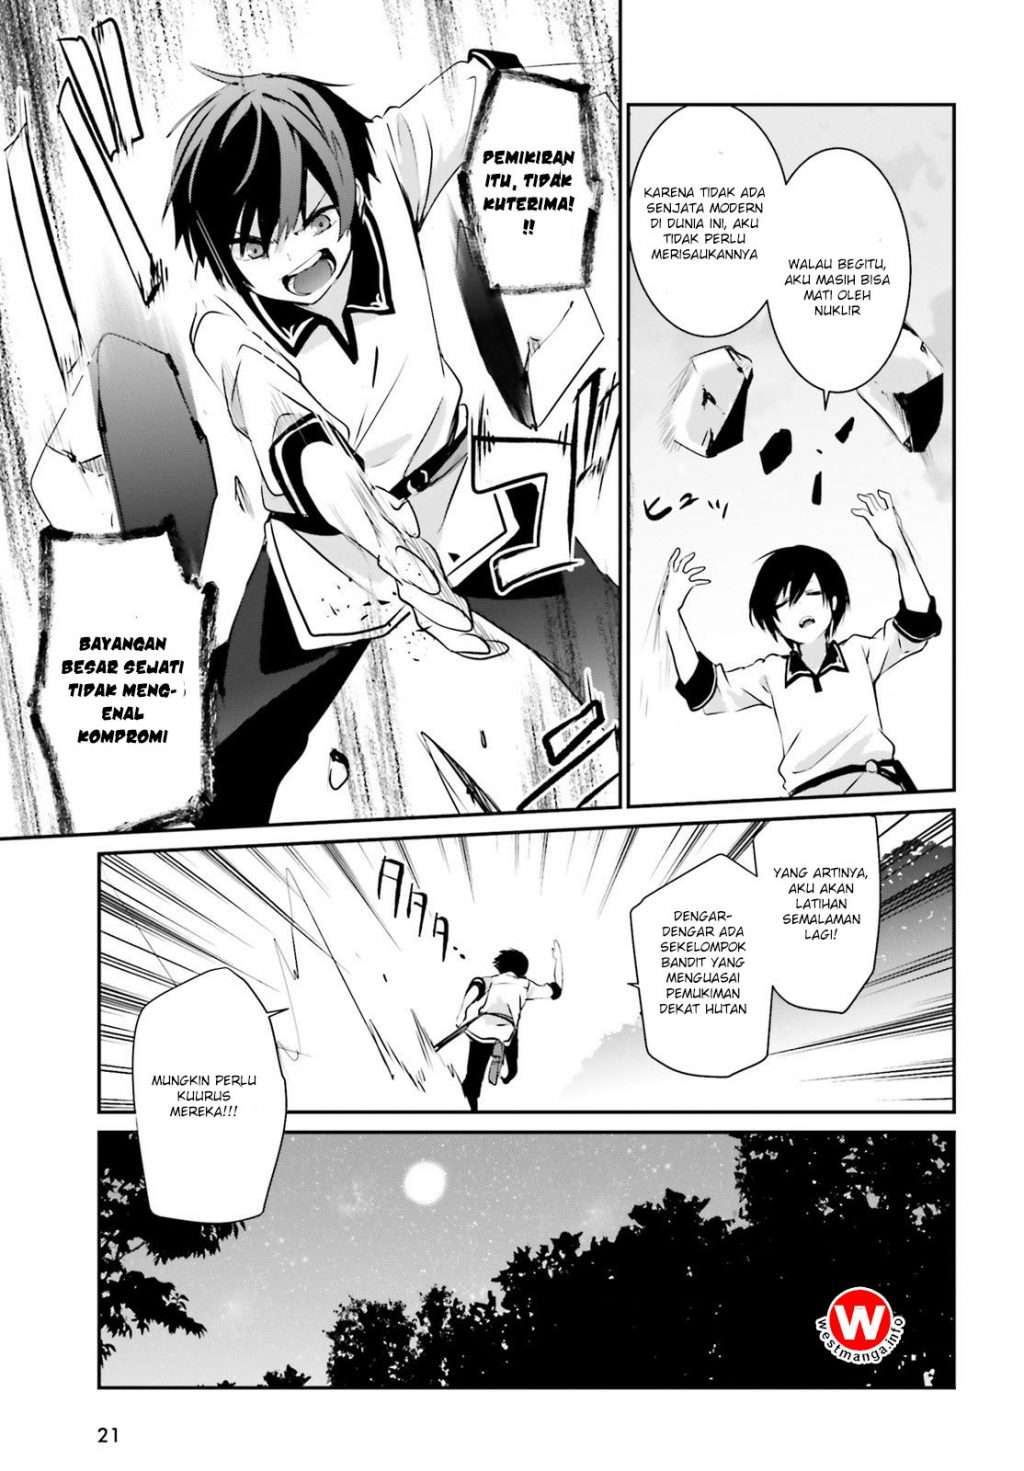 KARENA TIDAK ADA
SENJATA MODERN
DI DUNIA INI, AKU
TIDAK PERLU
MERISAUKANNYA
WALAU BEGITU,
AKU MASIH BISA
MATI OLEH
NUKLIR
ヒュッ
PEMIKIRAN
ITU, TIDAK
KUTERIMA!
!!
BAYANGAN
BESAR SEJATI
TIDAK MENG-
ENAL
KOMPROMI
YANG ARTINYA,
AKU AKAN
LATIHAN
SEMALAMAN
LAGI!
DENGAR-
DENGAR ADA
SEKELOMPOK
BANDIT YANG
MENGUASAI
PEMUKIMAN
DEKAT HUTAN
MUNGKIN PERLU
KUURUS
MEREKA!!!
W
westmanga.info
21